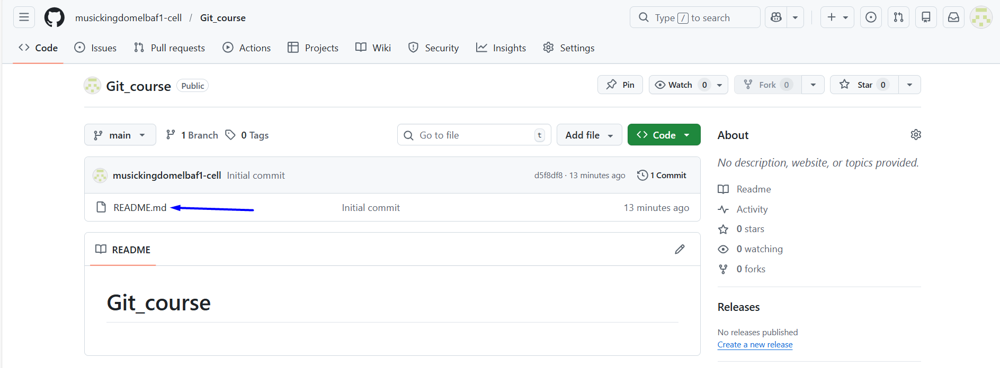 musickingdomelbaf1-cell / Git_course
Type / to search
Code Issues Pull requests Actions Projects Wiki Security Insights Settings
Git_course Public
Pin Watch 0 Fork 0 Star 0
main 1 Branch 0 Tags
Go to file t Add file Code
musickingdomelbaf1-cell Initial commit d5f8df8 · 13 minutes ago 1 Commit
README.md Initial commit 13 minutes ago
README
Git_course
About
No description, website, or topics provided.
Readme
Activity
0 stars
0 watching
0 forks
Releases
No releases published
Create a new release